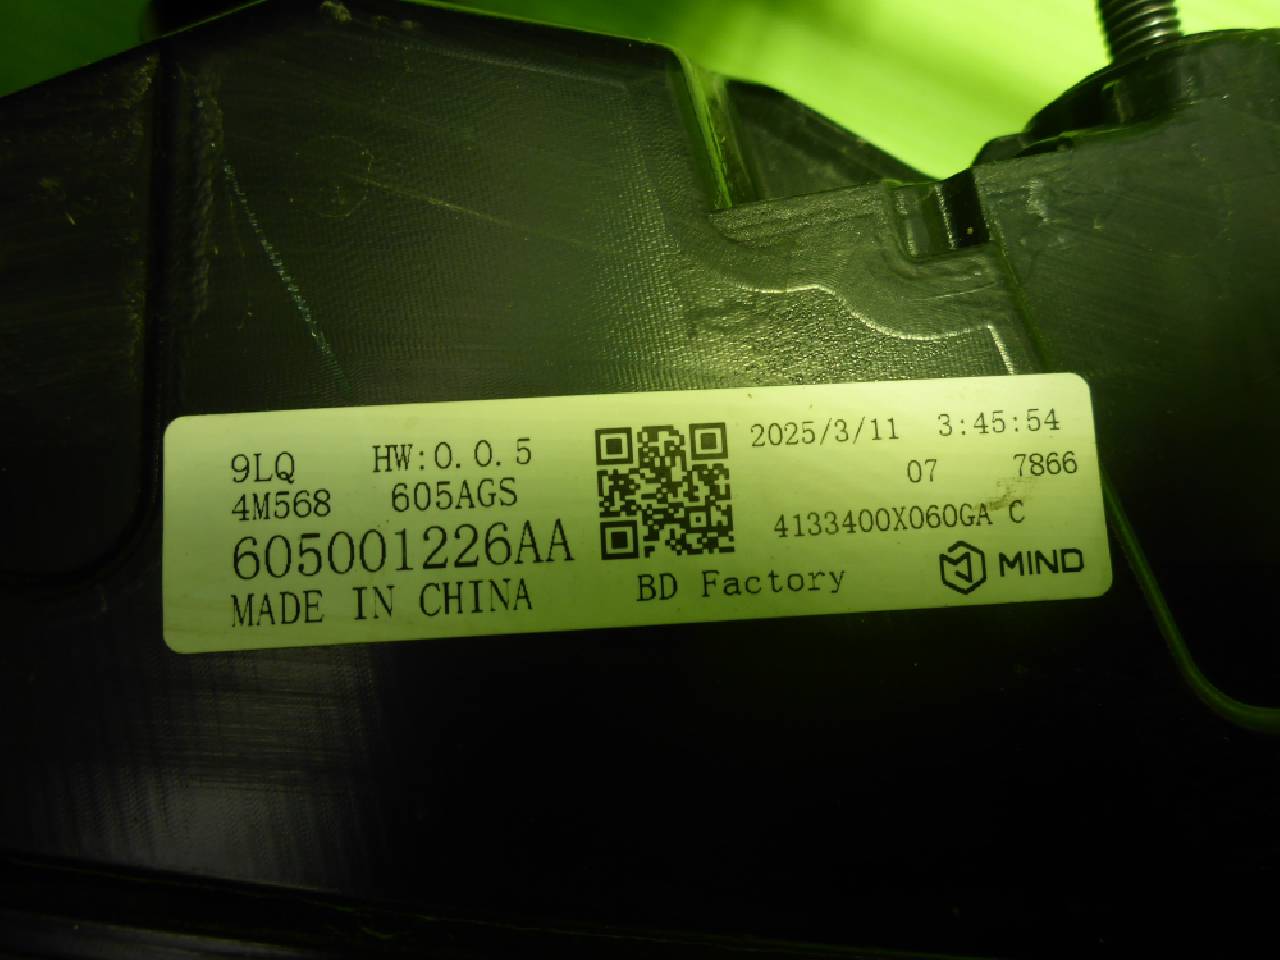 9LQ HW:0.0.5
4M568 605AGS
605001226AA
MADE IN CHINA
BD Factory
2025/3/11 3:45:54
07 7866
4133400X060GA C
MIND